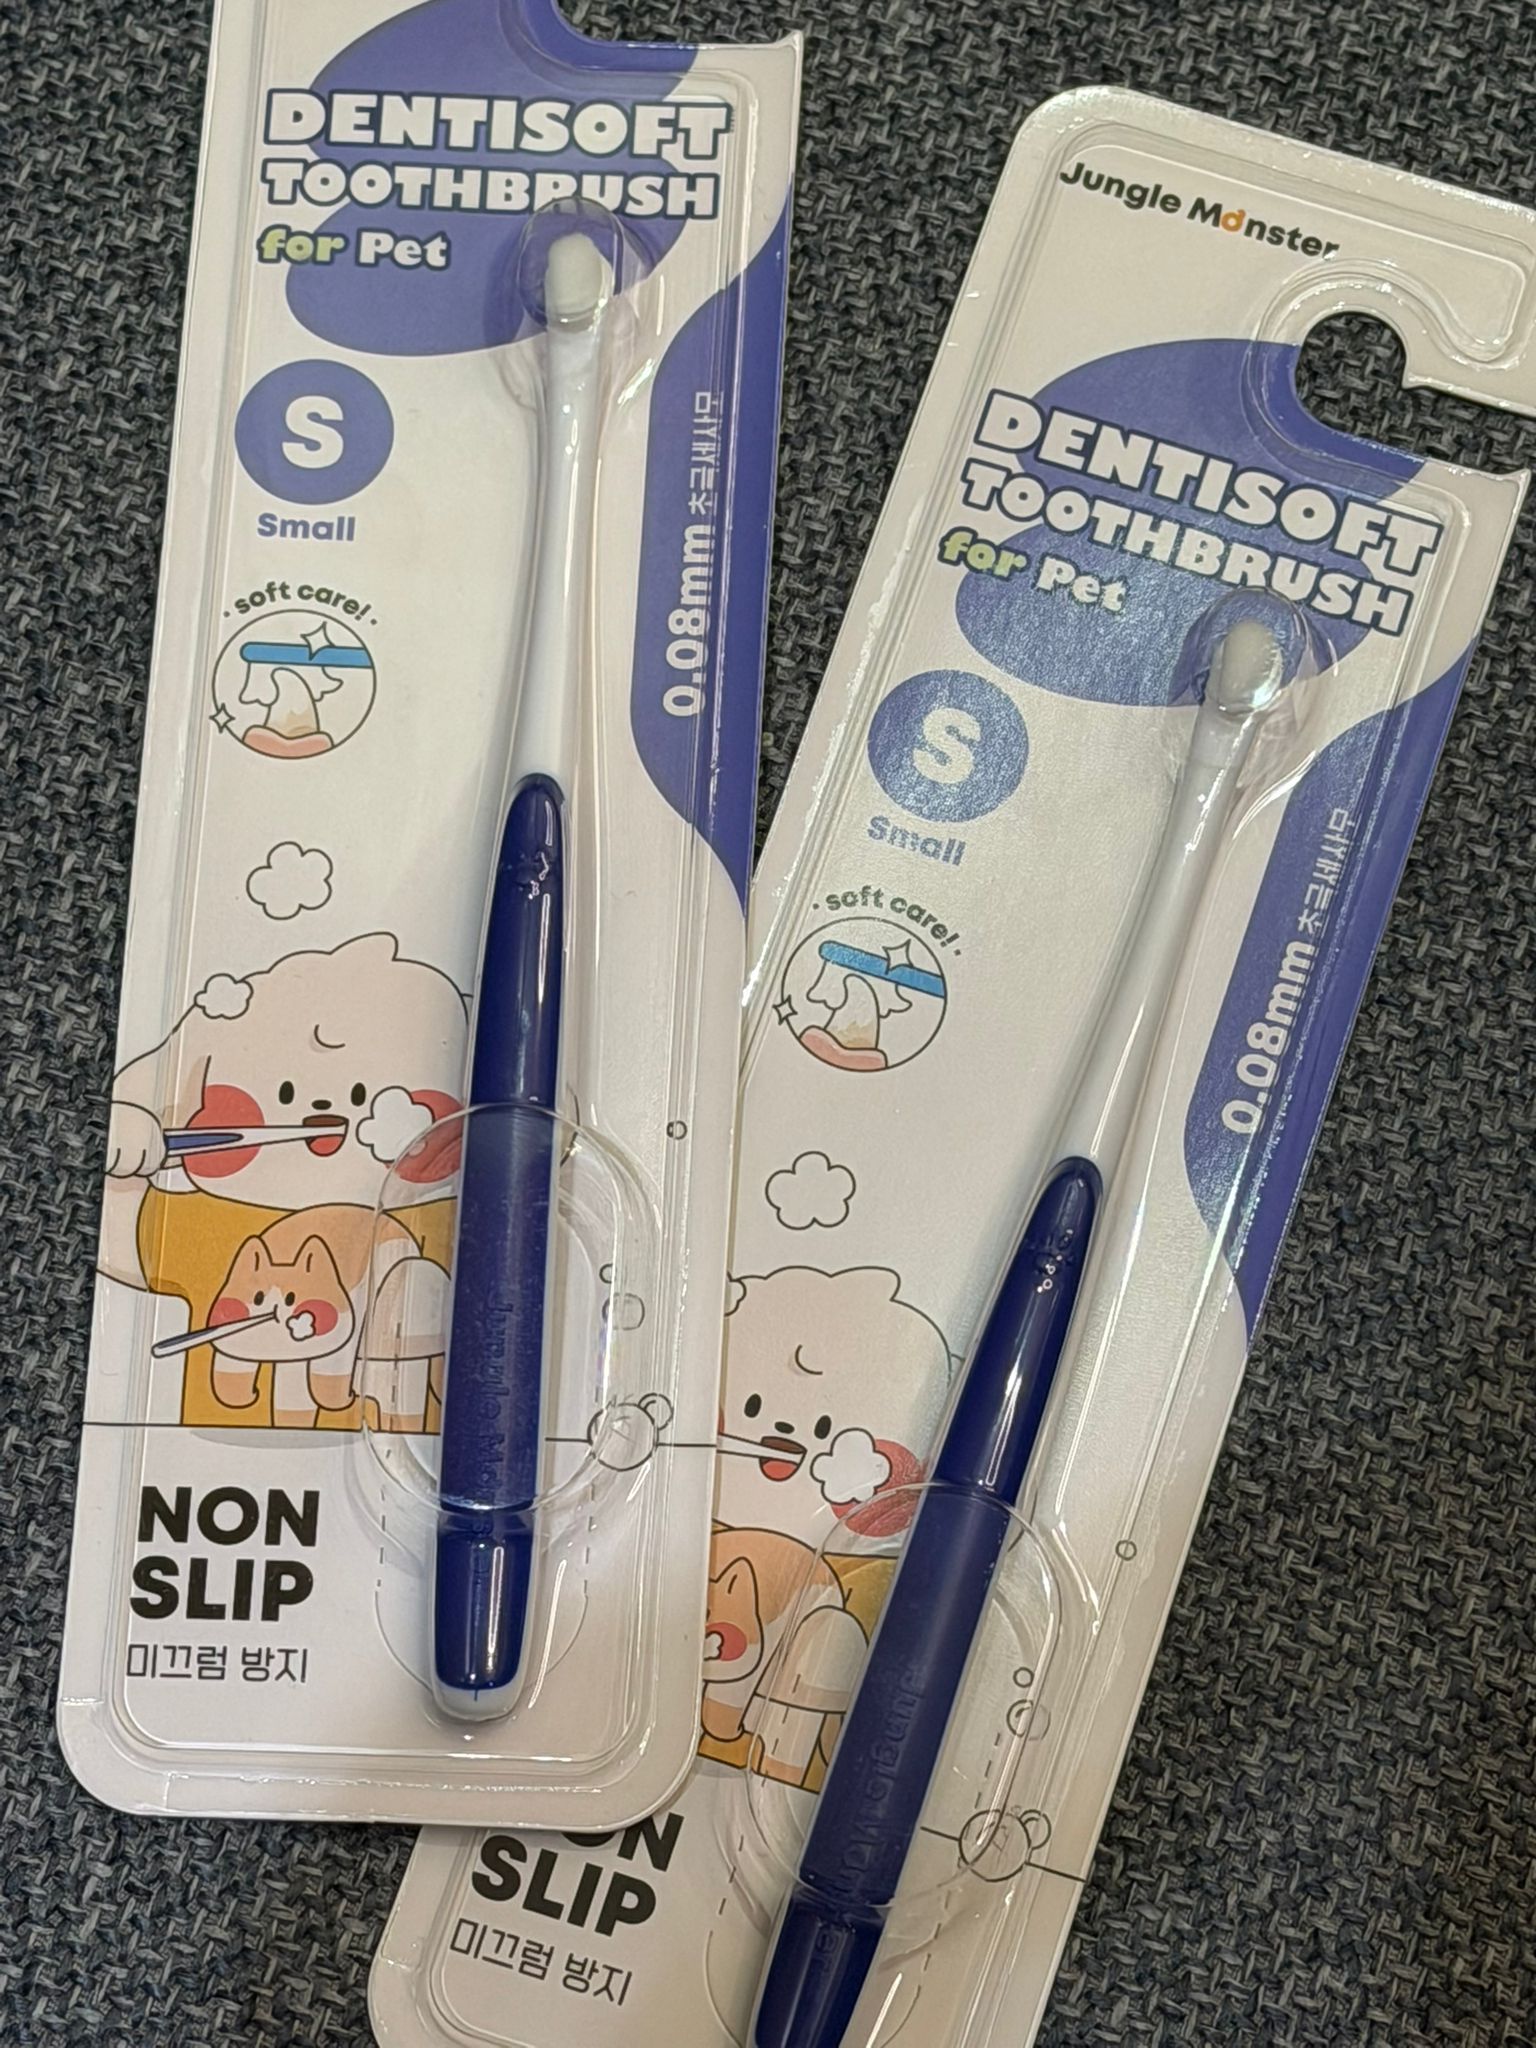 DENTISOFT
TOOTHBRUSH
for Pet
S
Small
soft care!
0.08mm 초극세사모
NON
SLIP
미끄럼 방지
Jungle Monster
DENTISOFT
TOOTHBRUSH
for Pet
S
Small
soft care!
0.08mm 초극세사모
SLIP
미끄럼 방지